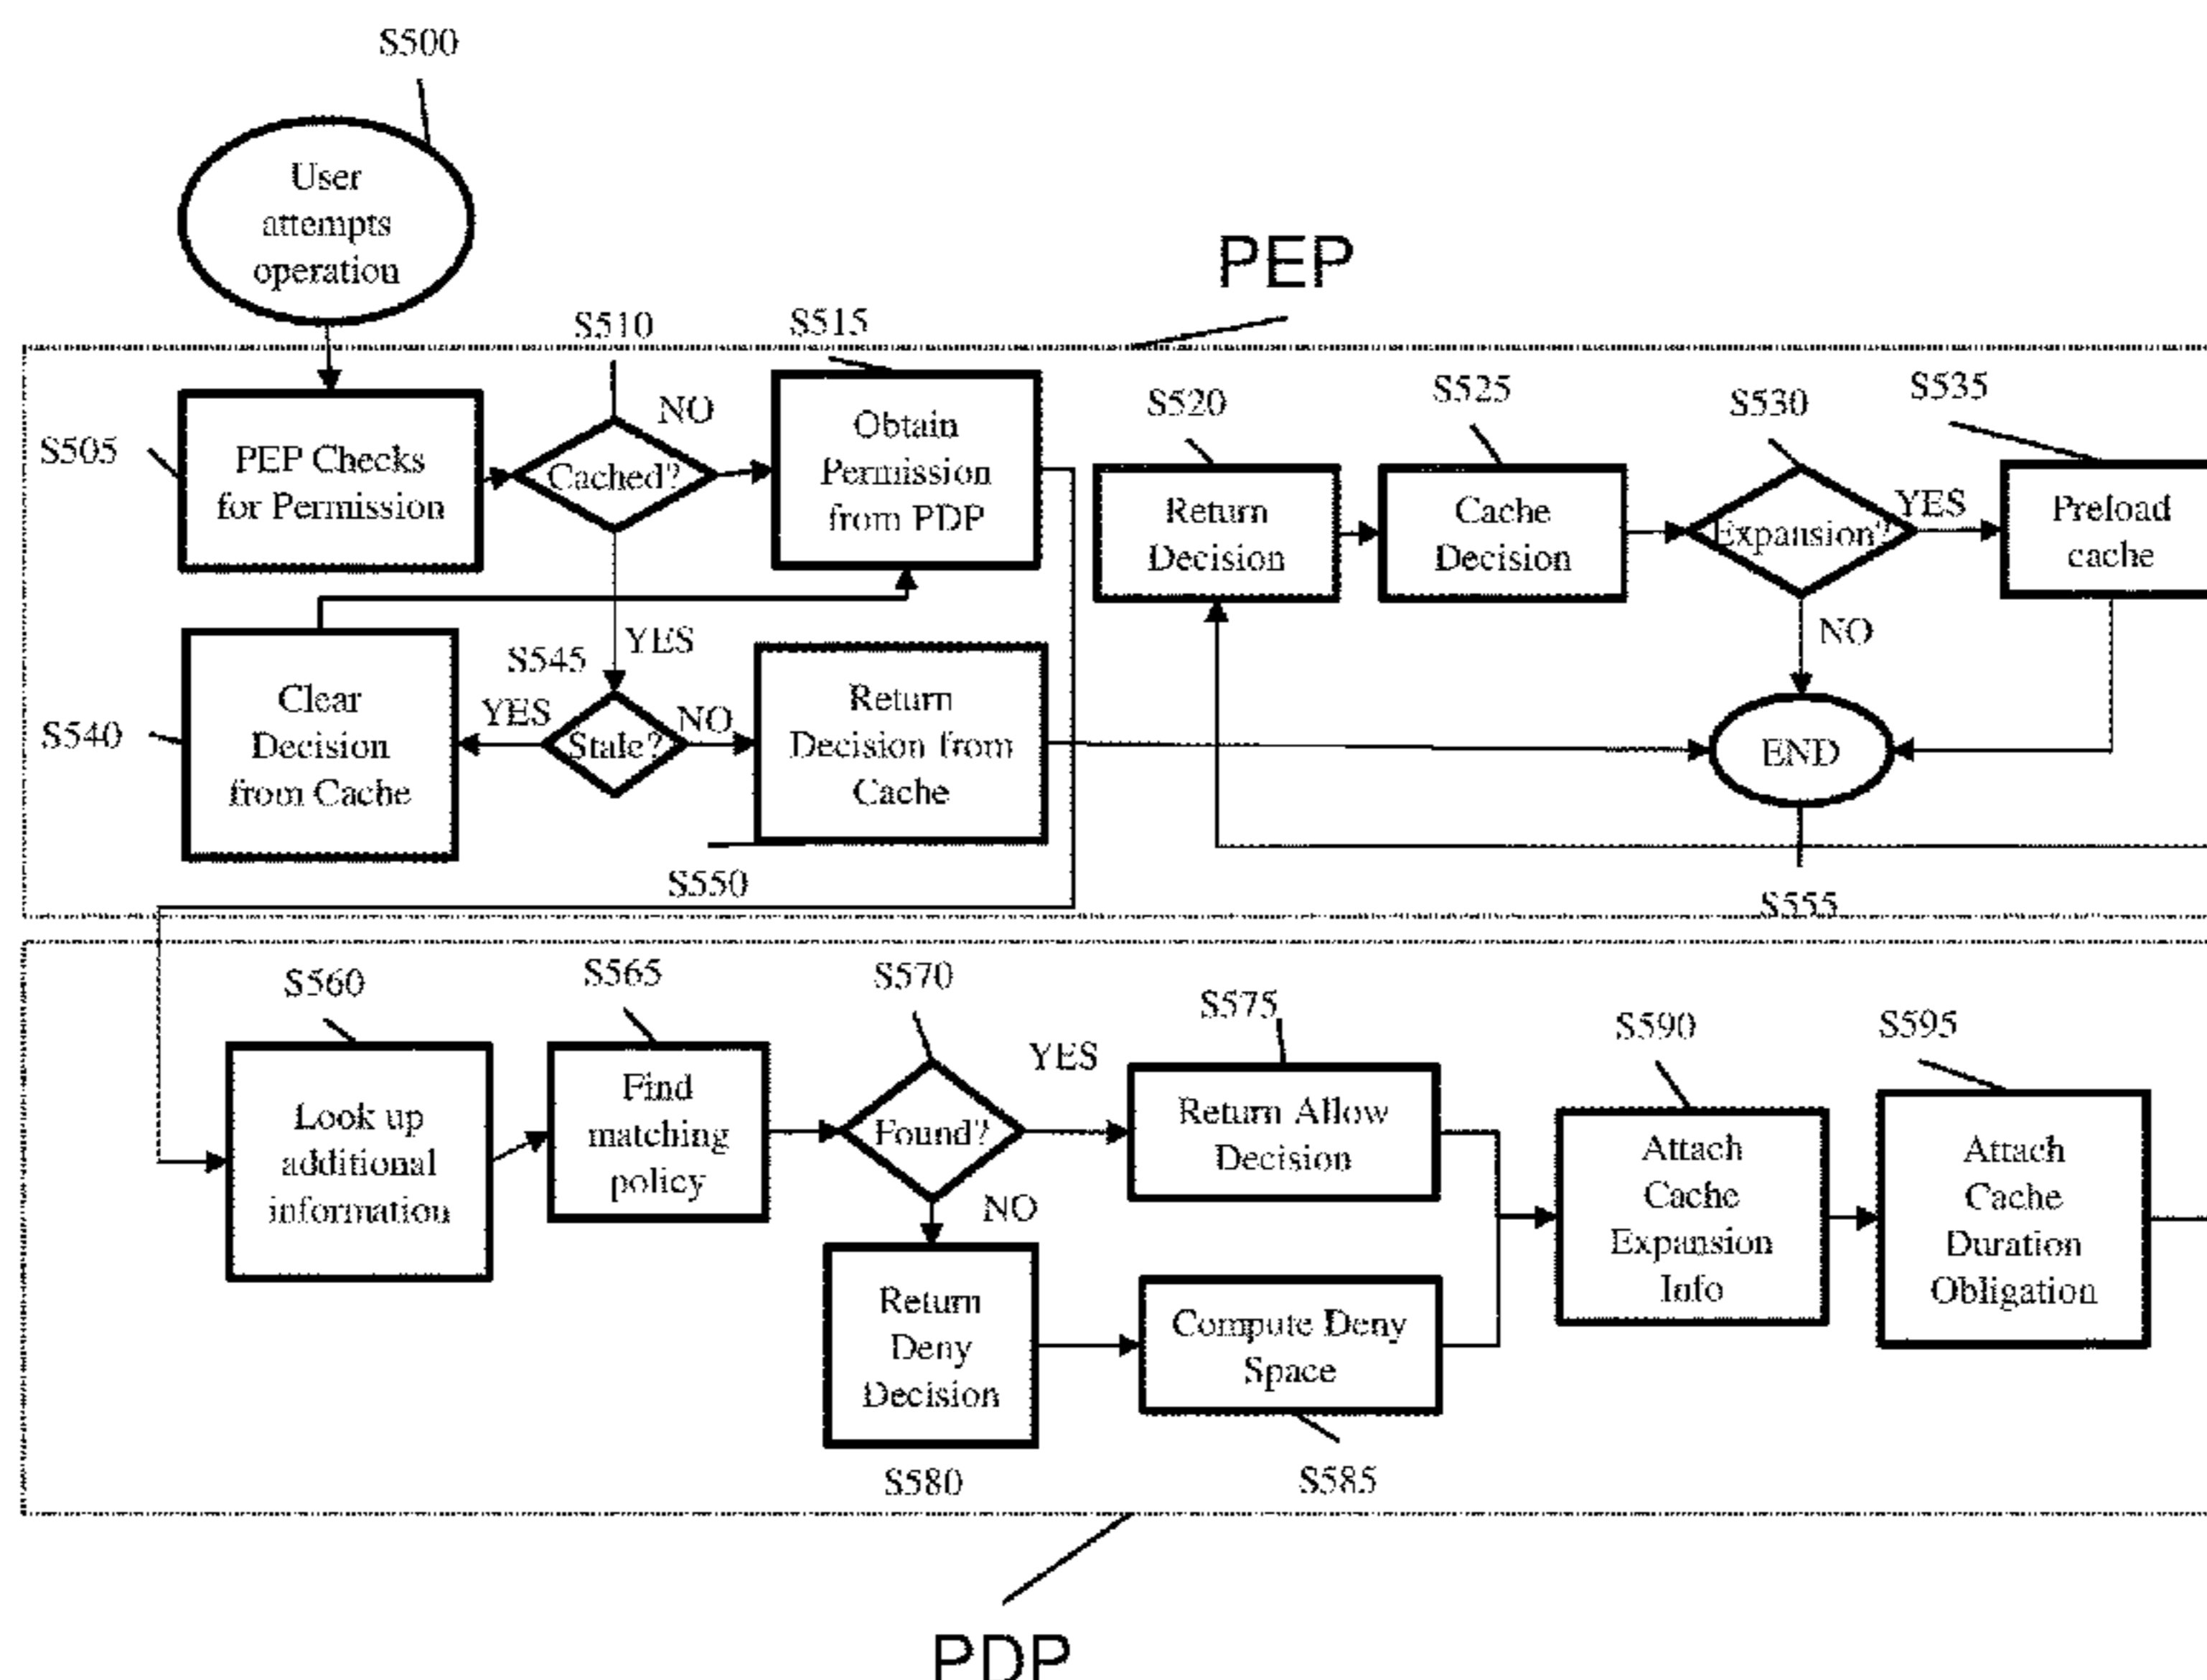 S500
User
attempts
operation
PEP
S505
PEP Checks
for Permission
S510
Cached?
NO
YES
S515
Obtain
Permission
from PDP
S520
Return
Decision
S525
Cache
Decision
S530
Expansion?
YES
NO
S535
Preload
cache
S540
Clear
Decision
from Cache
S545
YES
Stale?
NO
Return
Decision from
Cache
S550
END
S555
S560
Look up
additional
information
S565
Find
matching
policy
S570
Found?
YES
NO
S575
Return Allow
Decision
S580
Return
Deny
Decision
Compute Deny
Space
S585
S590
Attach
Cache
Expansion
Info
S595
Attach
Cache
Duration
Obligation
PDP